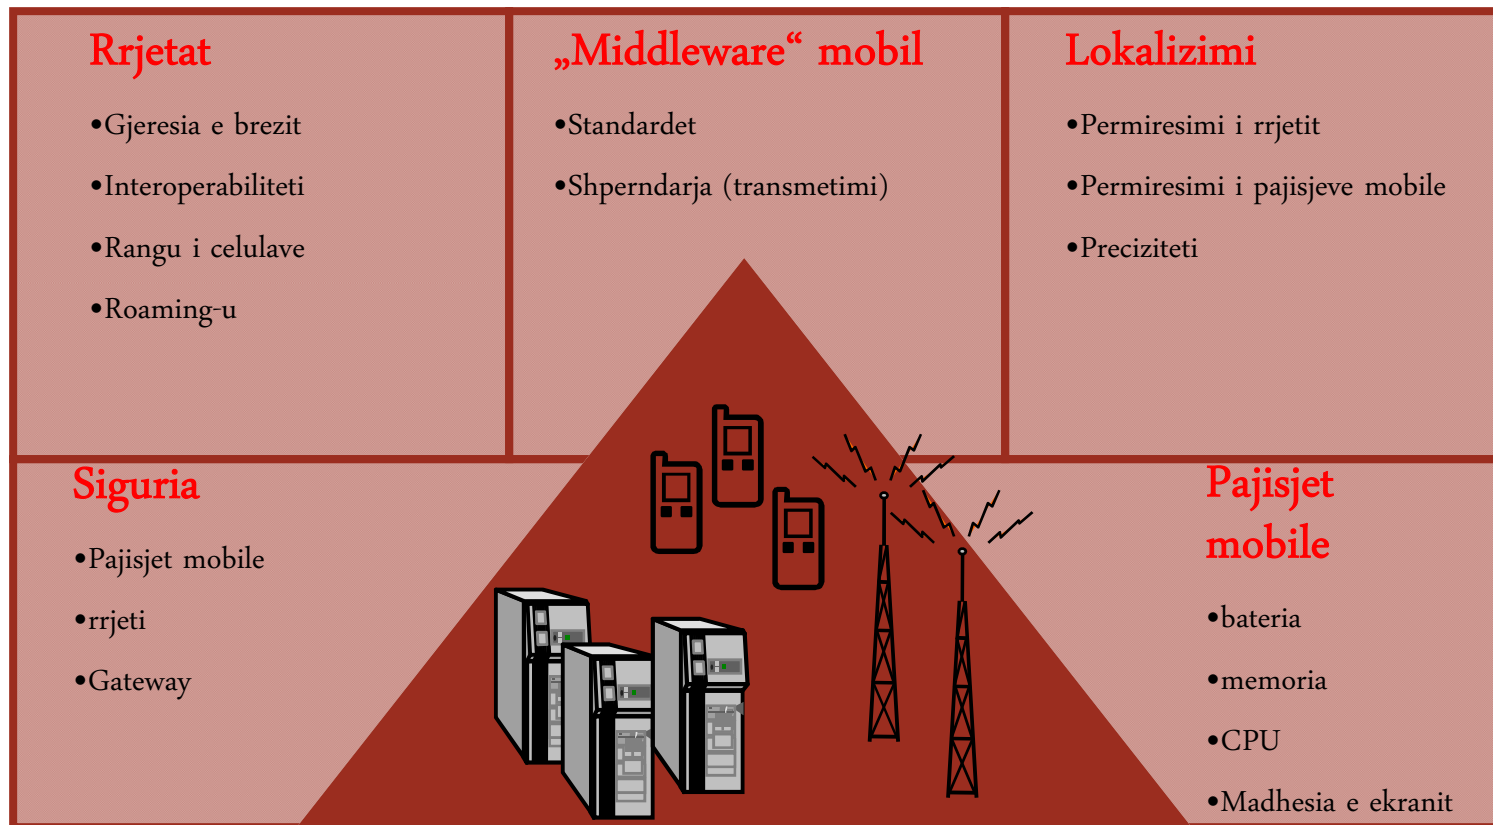 Rrjetat
•Gjeresia e brezit
•Interoperabiliteti
•Rangu i celulave
•Roaming-u
„Middleware“ mobil
•Standardet
•Shperndarja (transmetimi)
Lokalizimi
•Permiresimi i rrjetit
•Permiresimi i pajisjeve mobile
•Preciziteti
Siguria
•Pajisjet mobile
•rrjeti
•Gateway
Pajisjet
mobile
•bateria
•memoria
•CPU
•Madhesia e ekranit